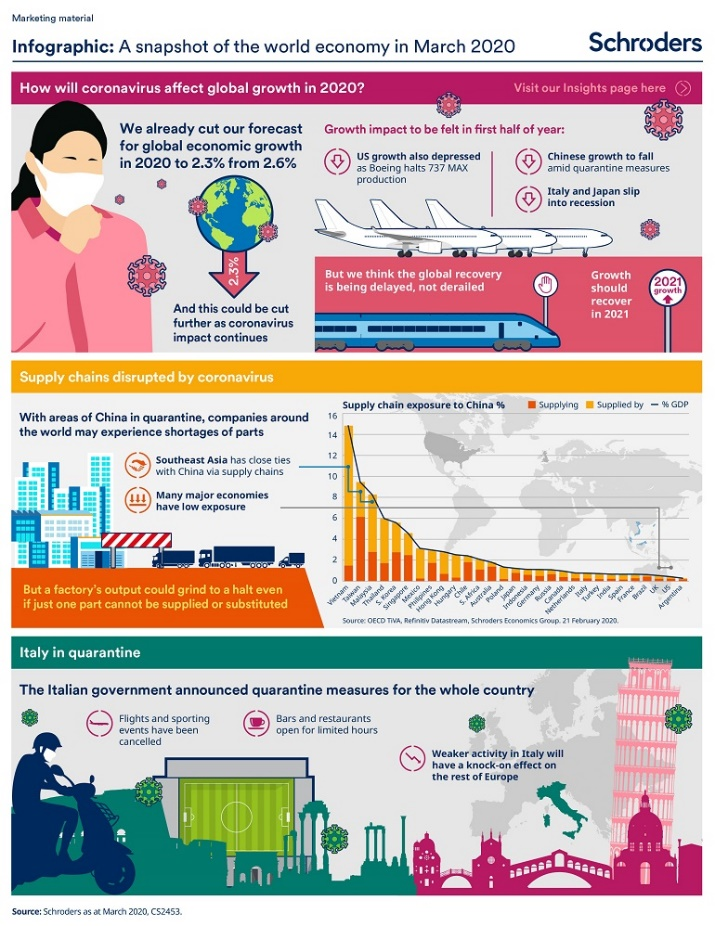 Marketing material
Infographic: A snapshot of the world economy in March 2020
Schroders
How will coronavirus affect global growth in 2020?
Visit our Insights page here
We already cut our forecast
for global economic growth
in 2020 to 2.3% from 2.6%
2.3%
And this could be cut
further as coronavirus
impact continues
Growth impact to be felt in first half of year:
US growth also depressed
as Boeing halts 737 MAX
production
Chinese growth to fall
amid quarantine measures
Italy and Japan slip
into recession
But we think the global recovery
is being delayed, not derailed
Growth
should
recover
in 2021
2021
growth
Supply chains disrupted by coronavirus
With areas of China in quarantine, companies around
the world may experience shortages of parts
Southeast Asia has close ties
with China via supply chains
Many major economies
have low exposure
But a factory's output could grind to a halt even
if just one part cannot be supplied or substituted
Supply chain exposure to China %
Supplying
Supplied by
% GDP
16
14
12
10
8
6
4
2
0
Vietnam
Taiwan
Malaysia
Thailand
S. Korea
Singapore
Mexico
Philippines
Hong Kong
Hungary
Chile
S. Africa
Australia
Poland
Japan
Indonesia
Germany
Russia
Canada
Netherlands
Italy
Turkey
India
Spain
France
Brazil
UK
US
Argentina
Source: OECD TiVA, Refinitiv Datastream, Schroders Economics Group. 21 February 2020.
Italy in quarantine
The Italian government announced quarantine measures for the whole country
Flights and sporting
events have been
cancelled
Bars and restaurants
open for limited hours
Weaker activity in Italy will
have a knock-on effect on
the rest of Europe
Source: Schroders as at March 2020, CS2453.